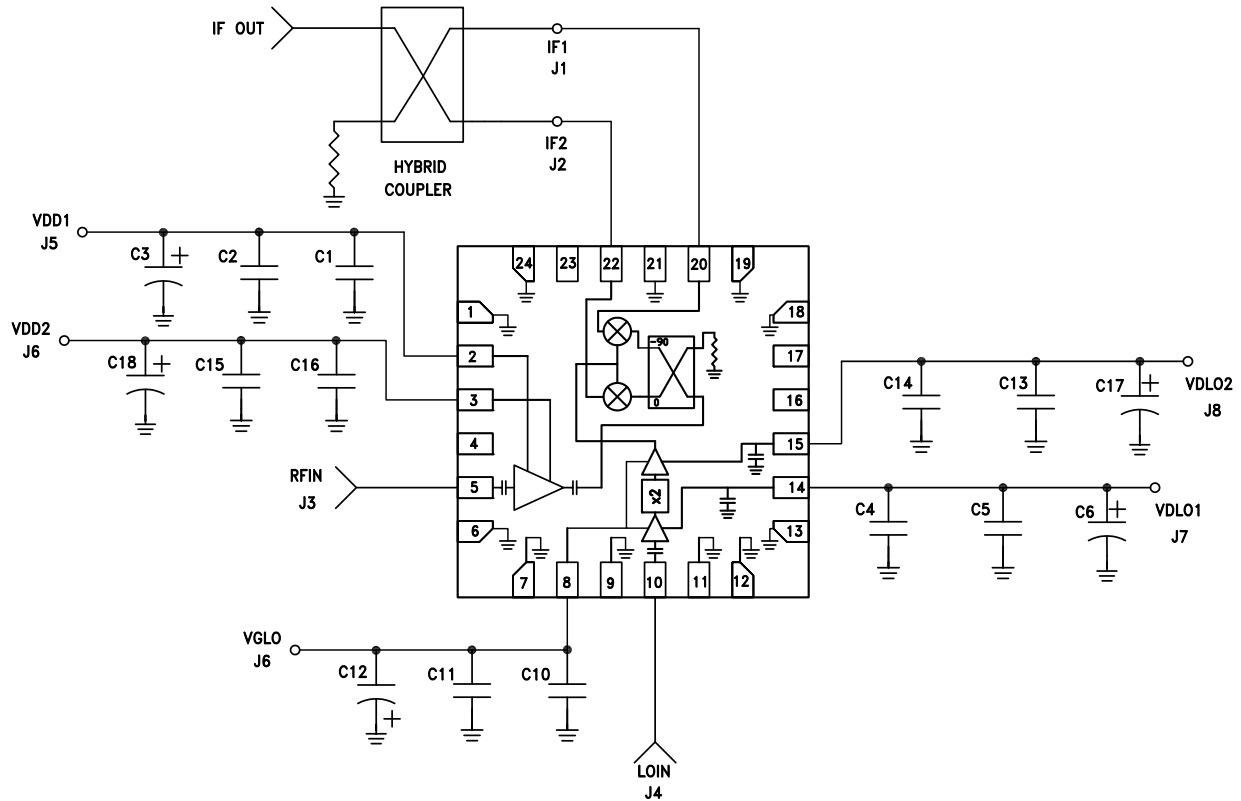 IF OUT
IF1
J1
IF2
J2
HYBRID
COUPLER
VDD1
J5
C3
C2
C1
VDD2
J6
C18
C15
C16
24
23
22
21
20
19
1
2
3
4
5
6
18
17
16
15
14
13
-90
0
x2
7
8
9
10
11
12
RFIN
J3
C14
C13
C17
VDLO2
J8
C4
C5
C6
VDLO1
J7
VGLO
J6
C12
C11
C10
LOIN
J4